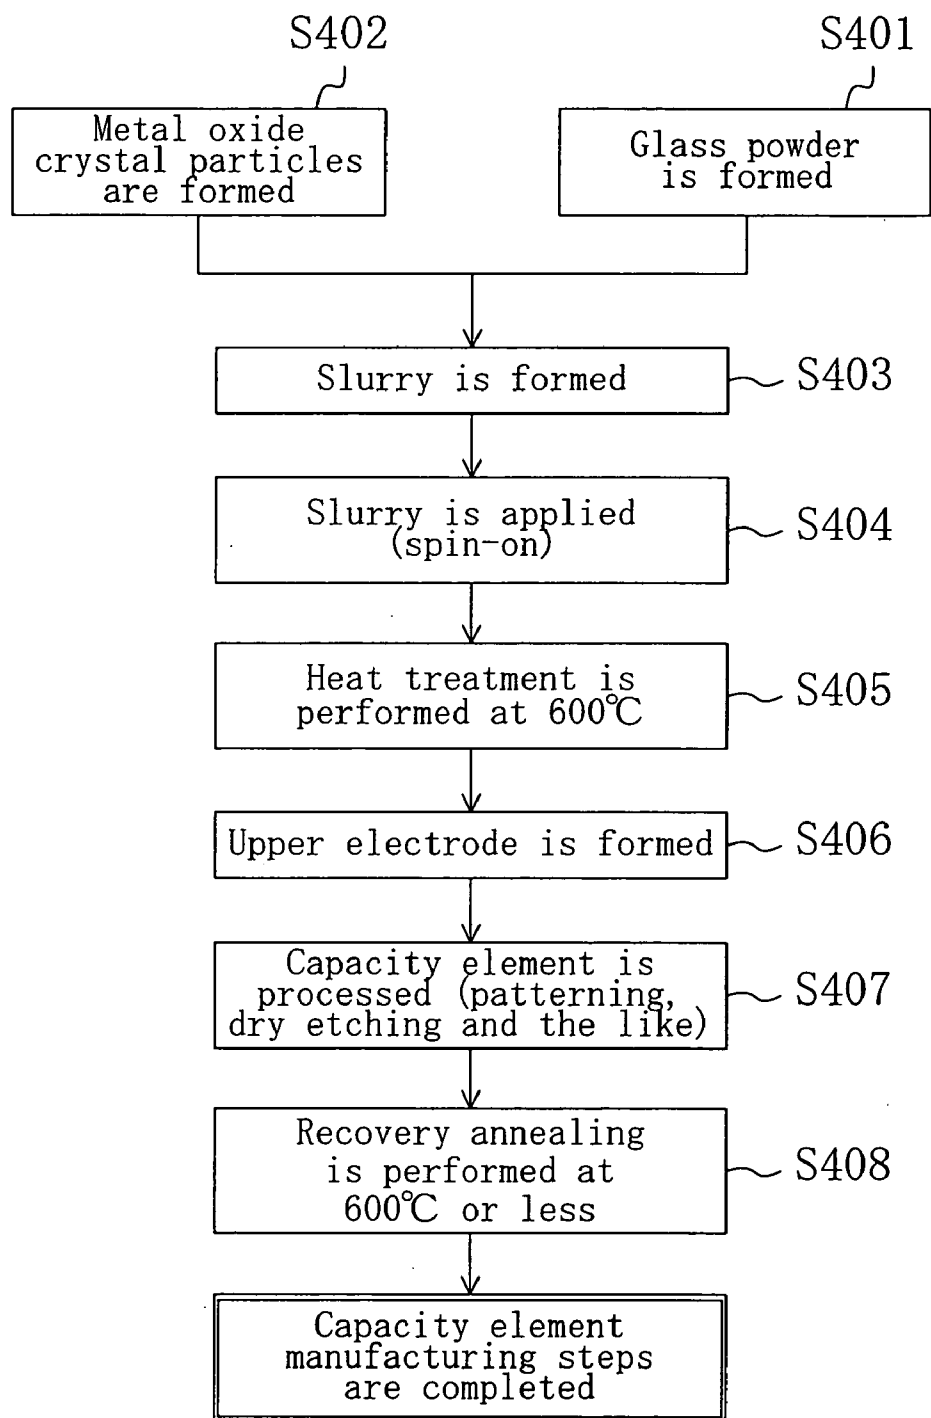 S402
S401
Metal oxide
crystal particles
are formed
Glass powder
is formed
Slurry is formed
S403
Slurry is applied
(spin-on)
S404
Heat treatment is
performed at 600℃
S405
Upper electrode is formed
S406
Capacity element is
processed (patterning,
dry etching and the like)
S407
Recovery annealing
is performed at
600℃ or less
S408
Capacity element
manufacturing steps
are completed